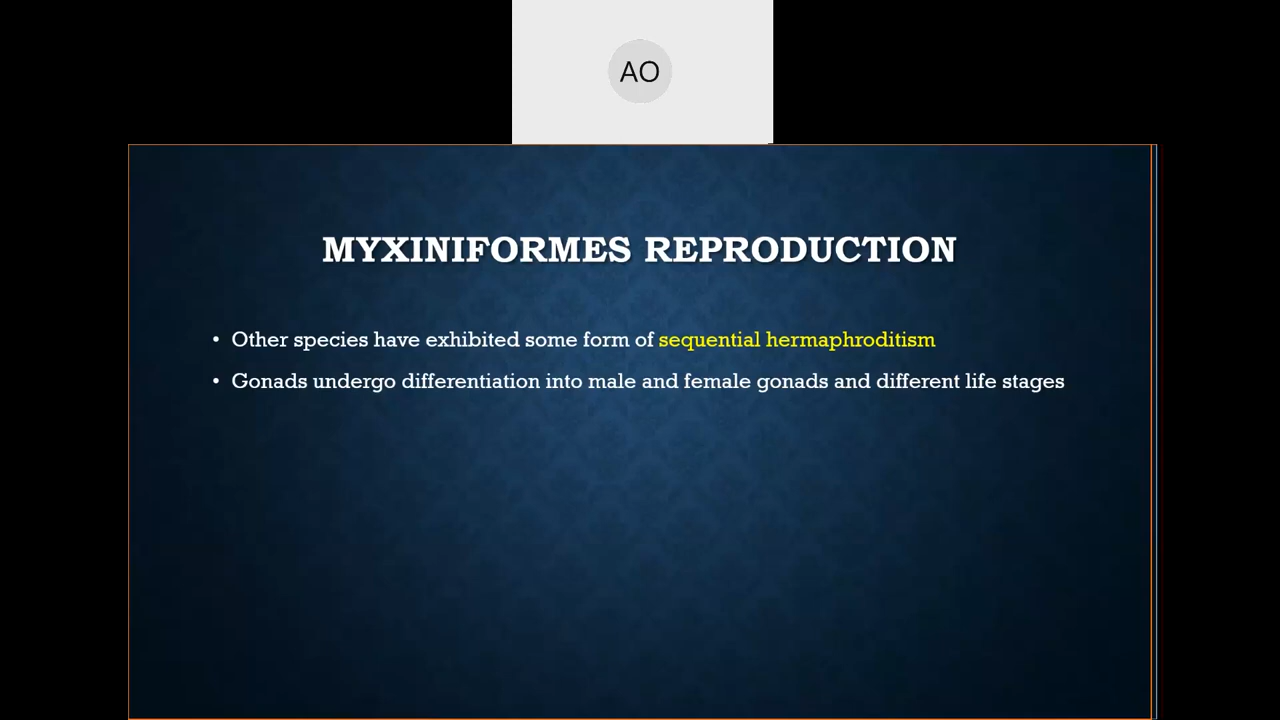 AO
MYXINIFORMES REPRODUCTION
• Other species have exhibited some form of sequential hermaphroditism
• Gonads undergo differentiation into male and female gonads and different life stages